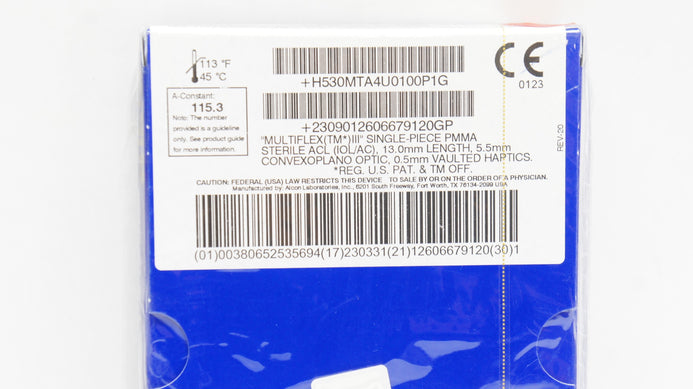 113 °F
45 °C
+H530MTA4U0100P1G
CE
0123
A-Constant:
115.3
Note: The number
provided is a guideline
only. See product guide
for more information.
+2309012606679120GP
"MULTIFLEX(TM*)III" SINGLE-PIECE PMMA
STERILE ACL (IOL/AC), 13.0mm LENGTH, 5.5mm
CONVEXOPLANO OPTIC, 0.5mm VAULTED HAPTICS.
*REG. U.S. PAT. & TM OFF.
REV-20
CAUTION: FEDERAL (USA) LAW RESTRICTS THIS DEVICE TO SALE BY OR ON THE ORDER OF A PHYSICIAN.
Manufactured by: Alcon Laboratories, Inc., 6201 South Freeway, Fort Worth, TX 76134-2099 USA
(01)00380652535694(17)230331(21)12606679120(30)1